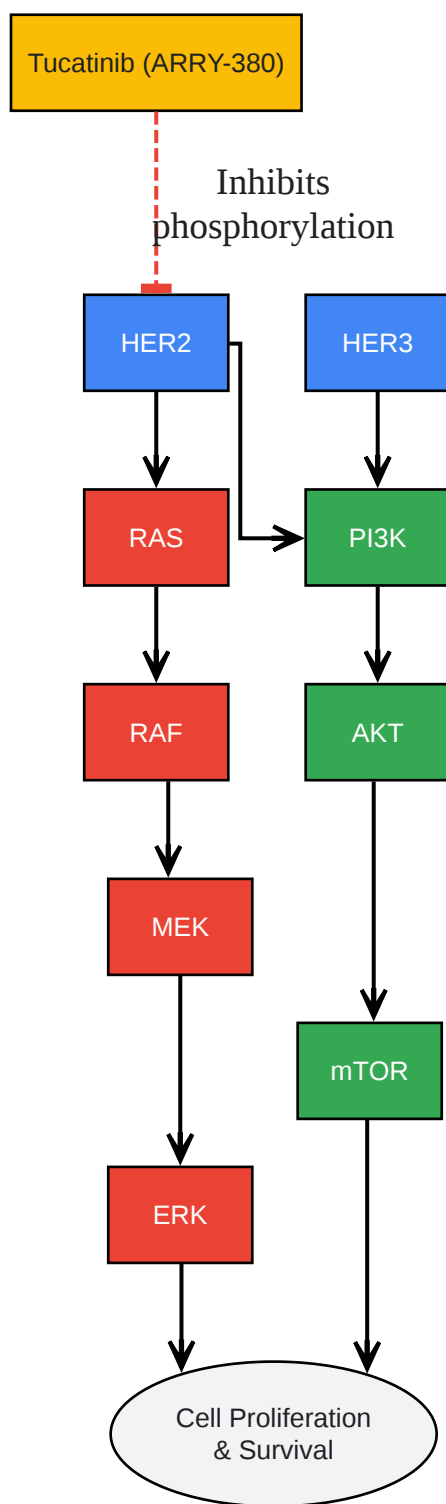 Tucatinib (ARRY-380)
Inhibits
phosphorylation
HER2
HER3
RAS
PI3K
RAF
AKT
MEK
mTOR
ERK
Cell Proliferation
& Survival